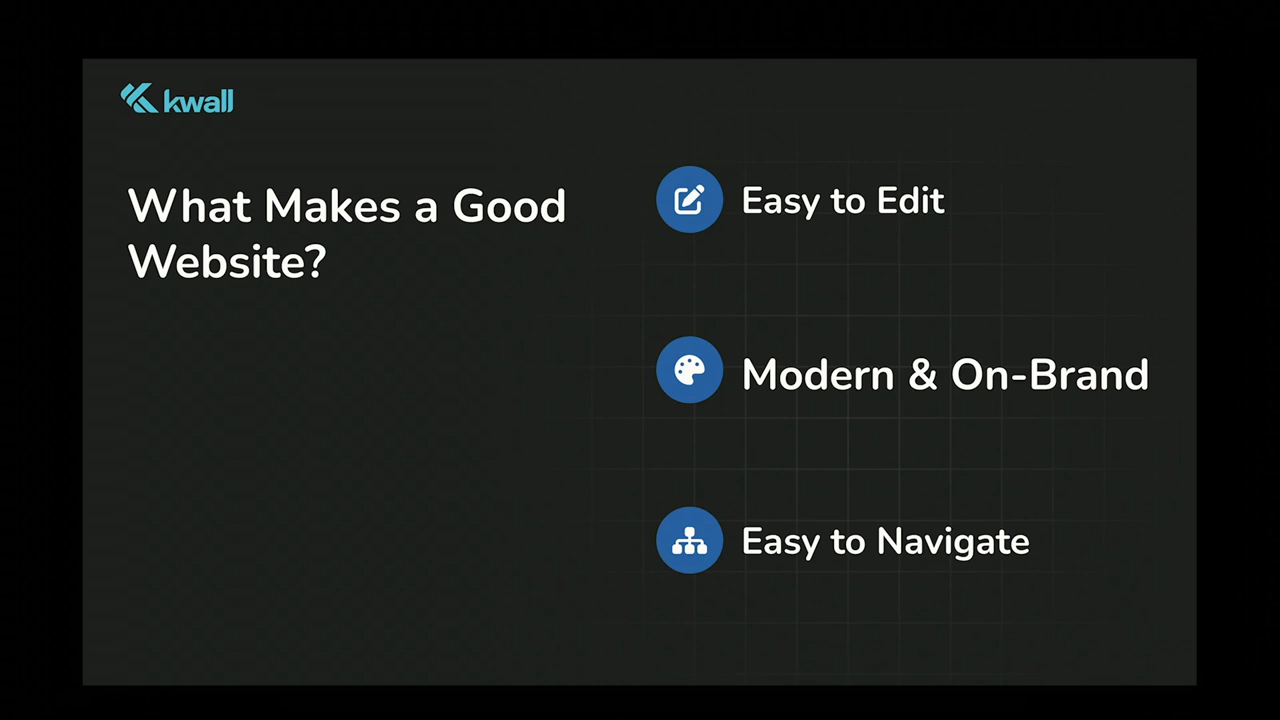 kwall
What Makes a Good
Website?
Easy to Edit
Modern & On-Brand
Easy to Navigate